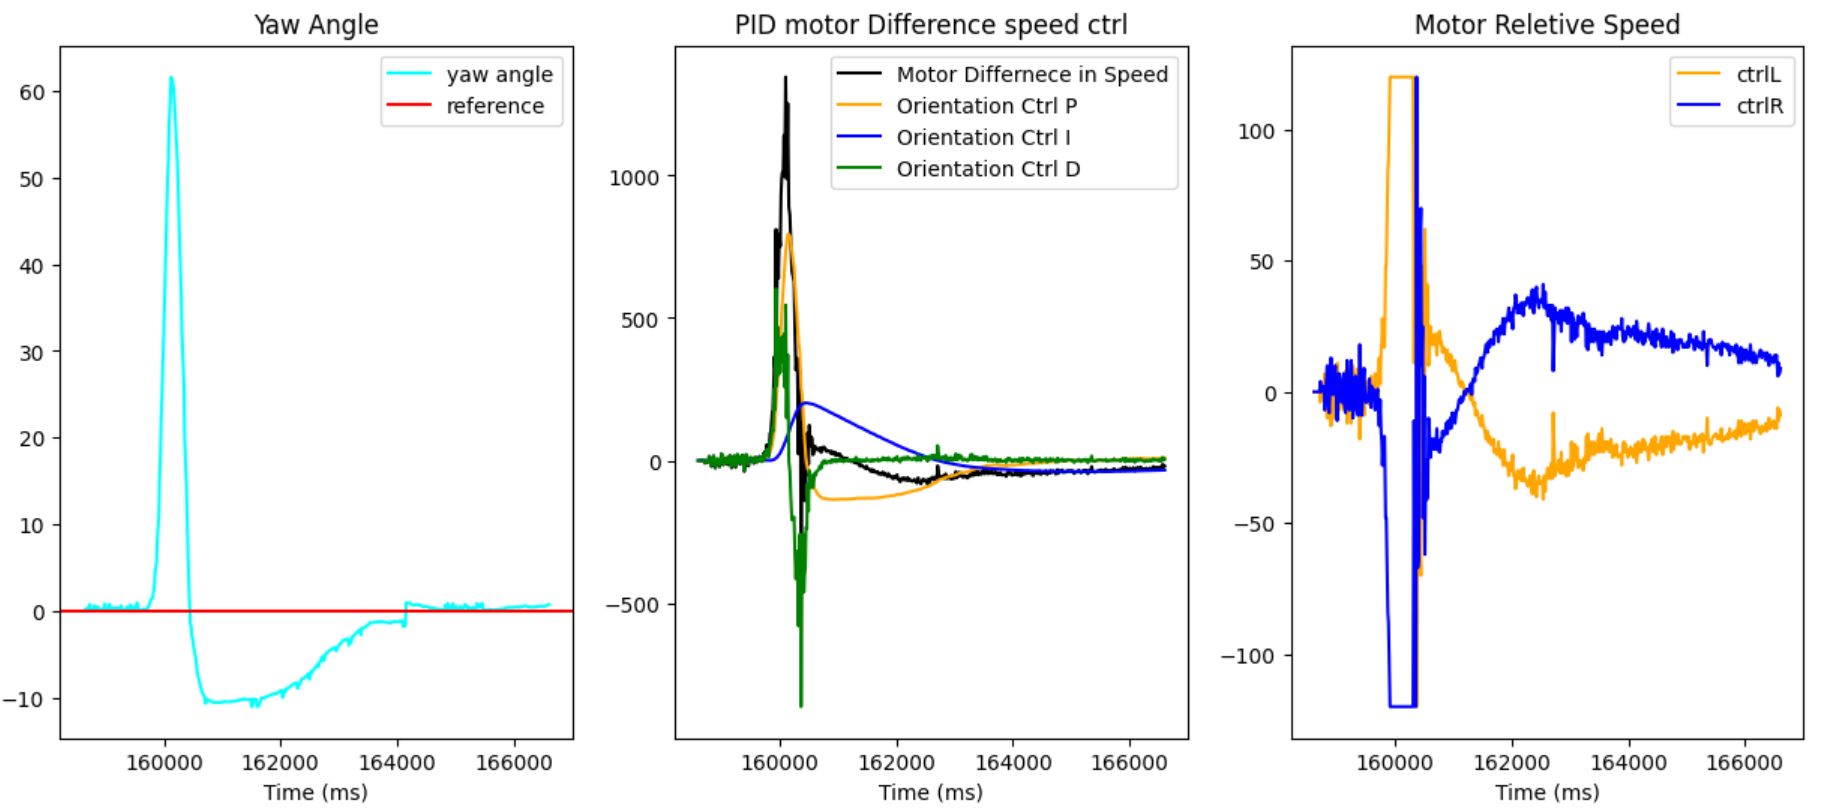 Yaw Angle
60
50
40
30
20
10
0
−10
160000 162000 164000 166000
Time (ms)
yaw angle
reference
PID motor Difference speed ctrl
1000
500
0
−500
160000 162000 164000 166000
Time (ms)
Motor Differnece in Speed
Orientation Ctrl P
Orientation Ctrl I
Orientation Ctrl D
Motor Reletive Speed
100
50
0
−50
−100
160000 162000 164000 166000
Time (ms)
ctrlL
ctrlR